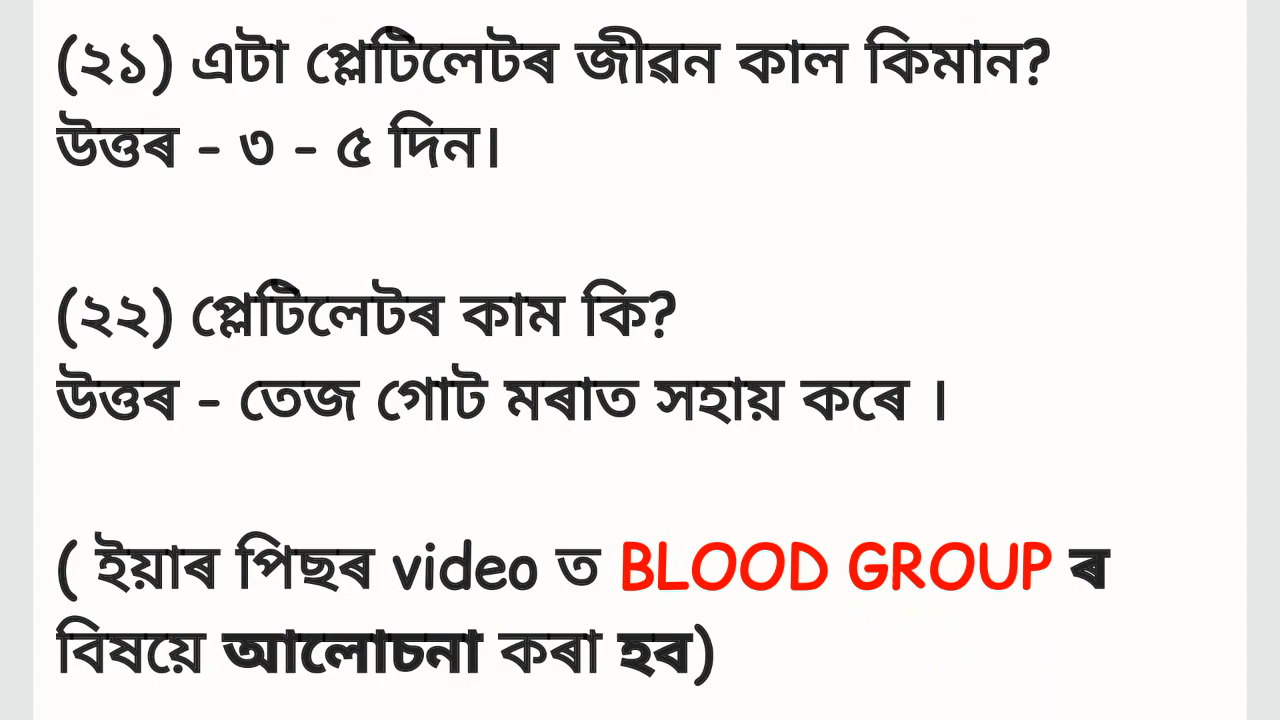 (২১) এটা প্লেটিলেটৰ জীৱন কাল কিমান?
উত্তৰ - ৩ - ৫ দিন।
(২২) প্লেটিলেটৰ কাম কি?
উত্তৰ - তেজ গোট মৰাত সহায় কৰে ।
( ইয়াৰ পিছৰ video ত BLOOD GROUP ৰ
বিষয়ে আলোচনা কৰা হব)